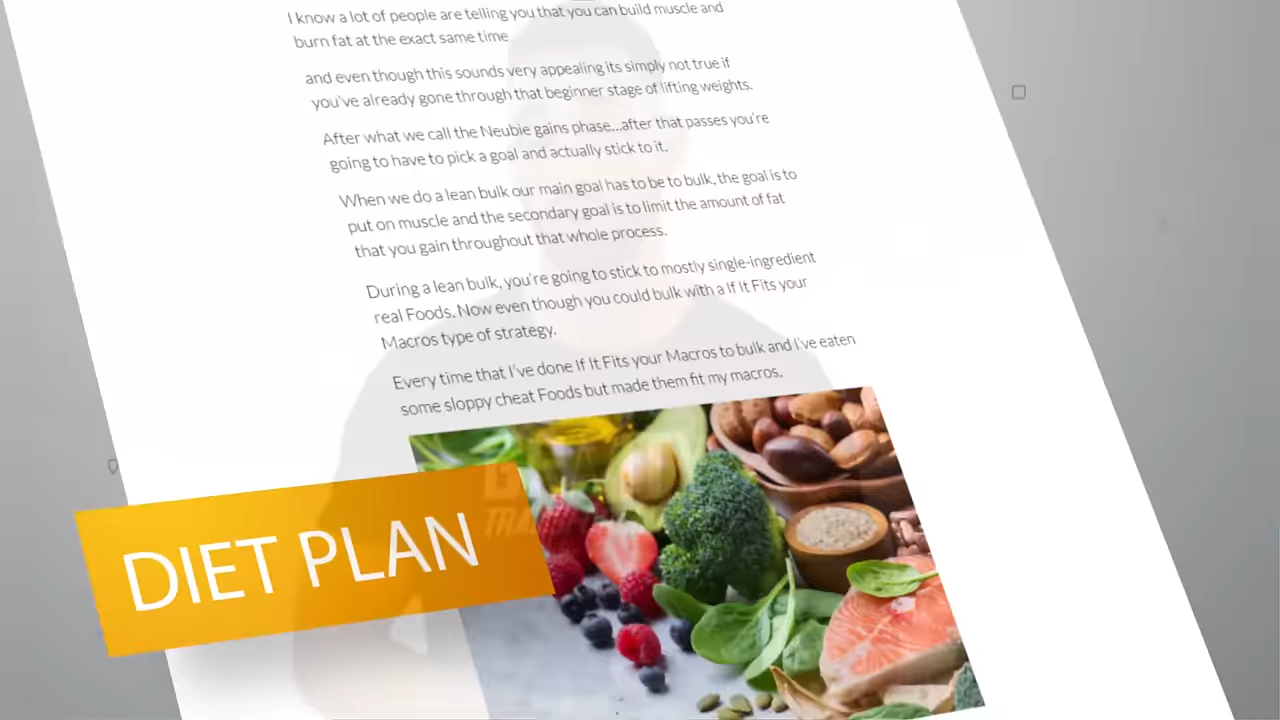 I know a lot of people are telling you that you can build muscle and
burn fat at the exact same time
and even though this sounds very appealing its simply not true if
you've already gone through that beginner stage of lifting weights.
After what we call the Neubie gains phase...after that passes you're
going to have to pick a goal and actually stick to it.
When we do a lean bulk our main goal has to be to bulk, the goal is to
put on muscle and the secondary goal is to limit the amount of fat
that you gain throughout that whole process.
During a lean bulk, you're going to stick to mostly single-ingredient
real Foods. Now even though you could bulk with a If It Fits your
Macros type of strategy.
Every time that I've done If It Fits your Macros to bulk and I've eaten
some sloppy cheat Foods but made them fit my macros.
DIET PLAN